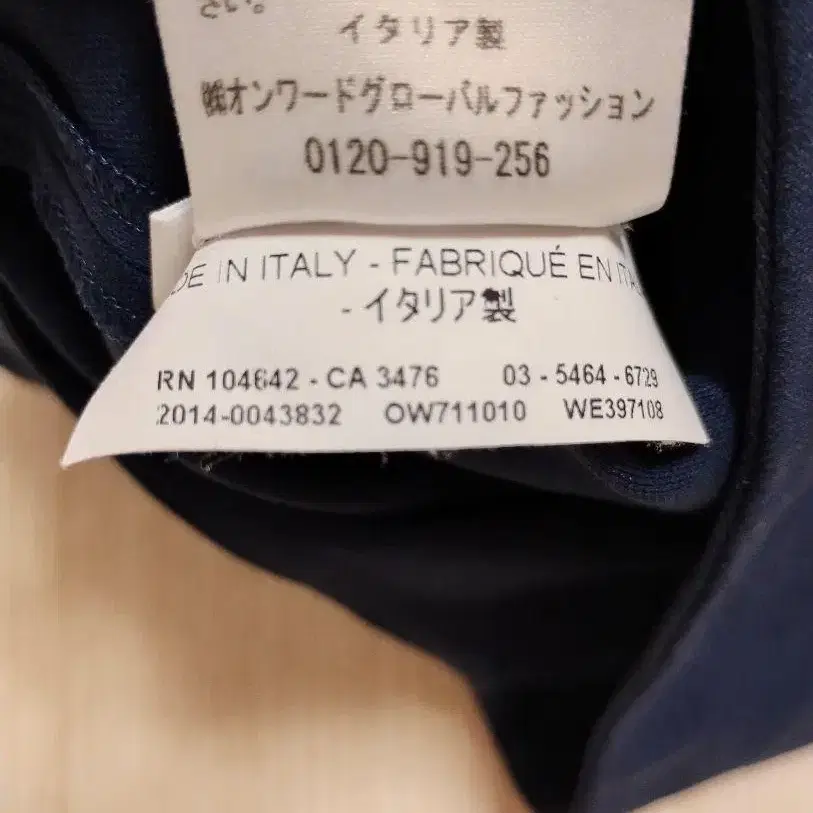 さい。
イタリア製
㈱オンワードグローバルファッション
0120-919-256
DE IN ITALY - FABRIQUÉ EN ITA
- イタリア製
RN 104642 - CA 3476 03 - 5464 - 6729
2014-0043832 OW711010 WE397108